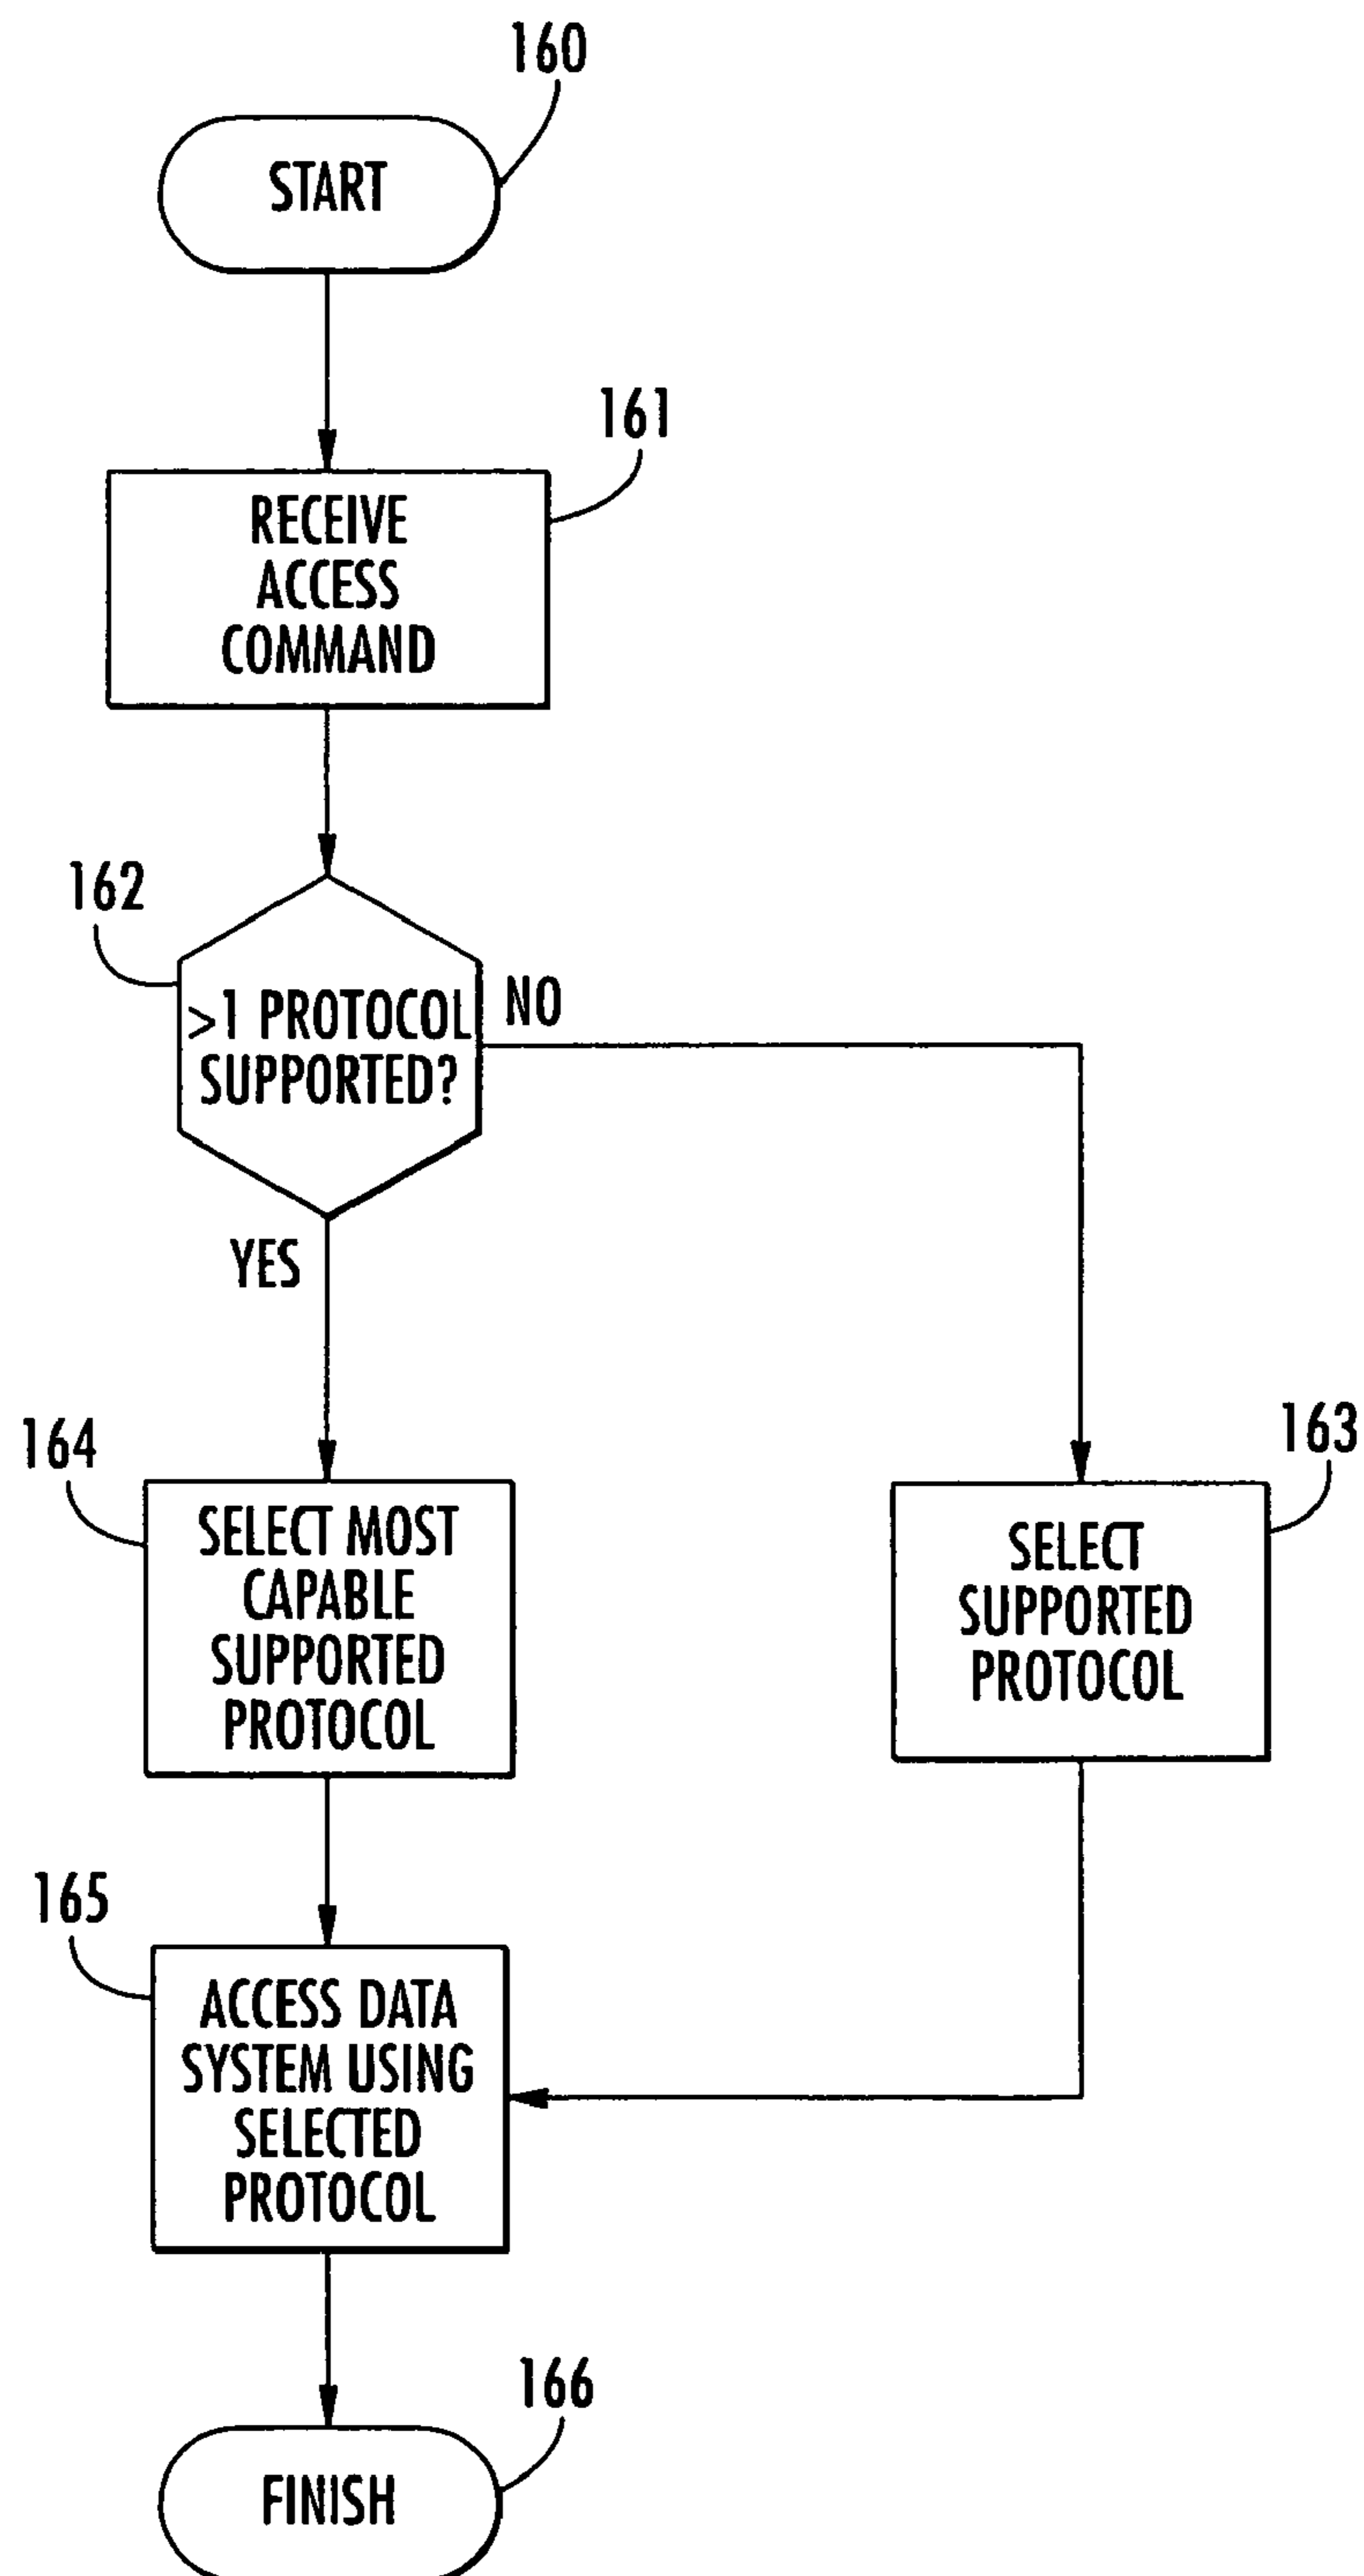 160
START
161
RECEIVE
ACCESS
COMMAND
162
>1 PROTOCOL
SUPPORTED?
NO
YES
164
SELECT MOST
CAPABLE
SUPPORTED
PROTOCOL
163
SELECT
SUPPORTED
PROTOCOL
165
ACCESS DATA
SYSTEM USING
SELECTED
PROTOCOL
166
FINISH